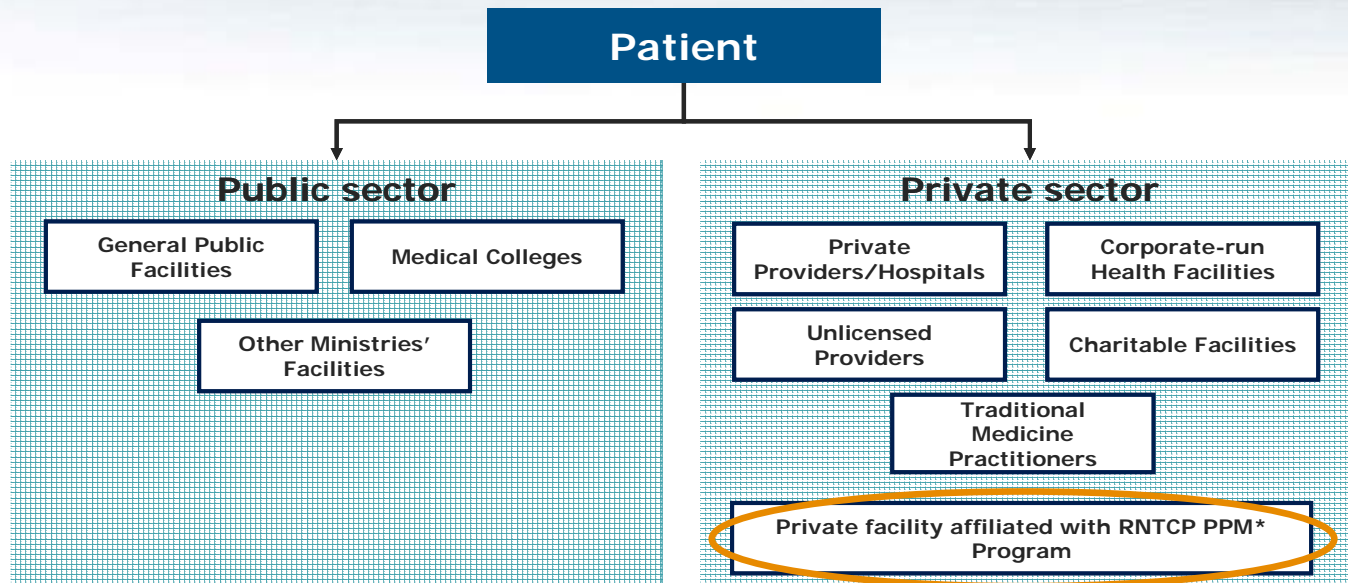 Patient
Public sector
General Public
Facilities
Medical Colleges
Other Ministries'
Facilities
Private sector
Private
Providers/Hospitals
Corporate-run
Health Facilities
Unlicensed
Providers
Charitable Facilities
Traditional
Medicine
Practitioners
Private facility affiliated with RNTCP PPM*
Program